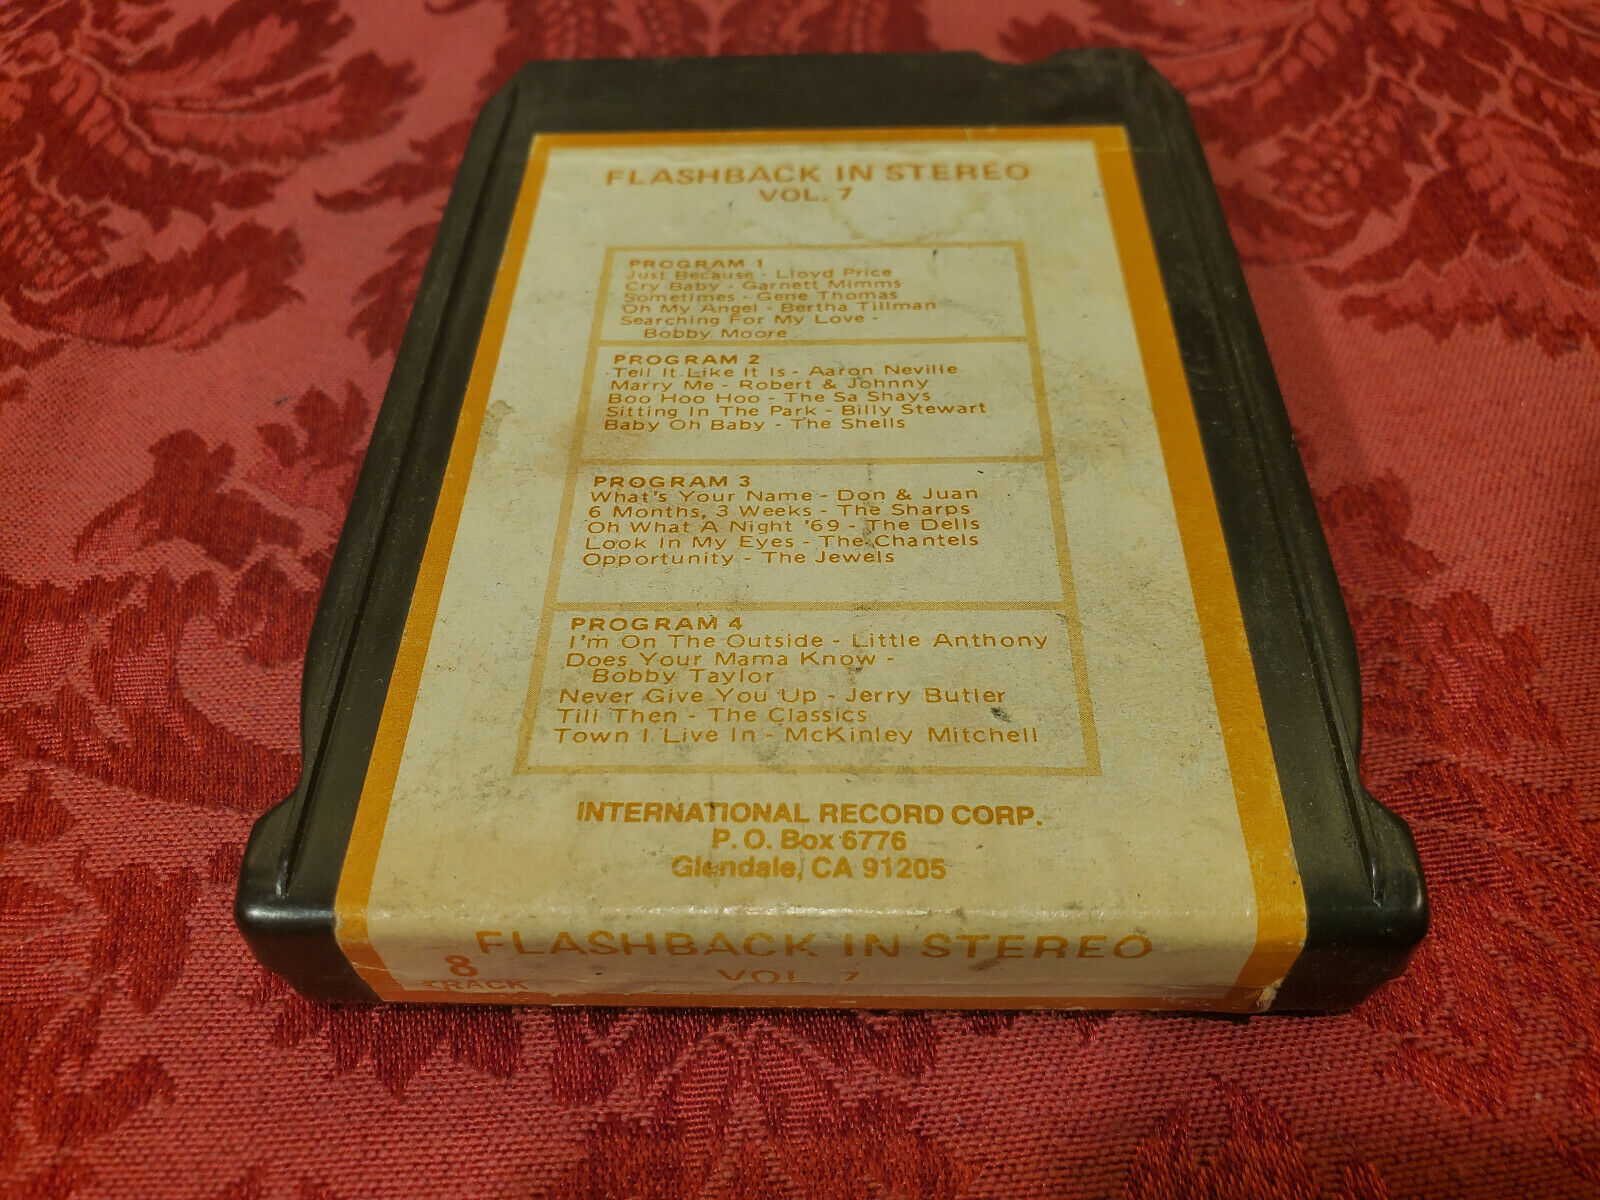 FLASHBACK IN STEREO
VOL. 7
PROGRAM 1
Just Because - Lloyd Price
Cry Baby - Garnett Mimms
Sometimes - Gene Thomas
Oh My Angel - Bertha Tillman
Searching For My Love -
Bobby Moore
PROGRAM 2
Tell It Like It Is - Aaron Neville
Marry Me - Robert & Johnny
Boo Hoo Hoo - The Sa Shays
Sitting In The Park - Billy Stewart
Baby Oh Baby - The Shells
PROGRAM 3
What's Your Name - Don & Juan
6 Months, 3 Weeks - The Sharps
Oh What A Night '69 - The Dells
Look In My Eyes - The Chantels
Opportunity - The Jewels
PROGRAM 4
I'm On The Outside - Little Anthony
Does Your Mama Know -
Bobby Taylor
Never Give You Up - Jerry Butler
Till Then - The Classics
Town I Live In - McKinley Mitchell
INTERNATIONAL RECORD CORP.
P. O. Box 6776
Glendale, CA 91205
FLASHBACK IN STEREO
VOL. 7
8
TRACK